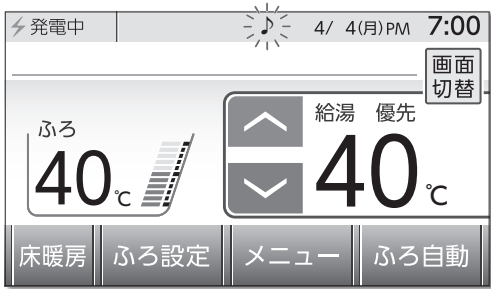 発電中 ♪ 4/ 4(月)PM 7:00
画面
切替
ふろ
40℃
給湯 優先
40℃
床暖房 ふろ設定 メニュー ふろ自動